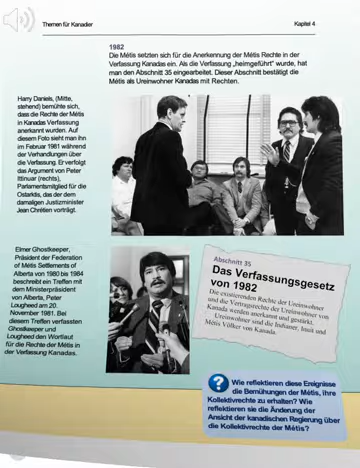 Themen für Kanadier
Kapitel 4
1982
Die Métis setzten sich für die Anerkennung der Métis Rechte in der
Verfassung Kanadas ein. Als die Verfassung „heimgeführt" wurde, hat
man den Abschnitt 35 eingearbeitet. Dieser Abschnitt bestätigt die
Métis als Ureinwohner Kanadas mit Rechten.
Harry Daniels, (Mitte,
stehend) bemühte sich,
dass die Rechte der Métis
in Kanadas Verfassung
anerkannt wurden. Auf
diesem Foto sieht man ihn
im Februar 1981 während
der Verhandlungen über
die Verfassung. Er verfolgt
das Argument von Peter
Ittinuar (rechts),
Parlamentsmitglied für die
Ostarktis, das der dem
damaligen Justizminister
Jean Chrétien vorträgt.
Elmer Ghostkeeper,
Präsident der Federation
of Métis Settlements of
Alberta von 1980 bis 1984
beschreibt ein Treffen mit
dem Ministerpräsident
von Alberta, Peter
Lougheed am 20.
November 1981. Bei
diesem Treffen verfassten
Ghostkeeper und
Lougheed den Wortlaut
für die Rechte der Métis in
der Verfassung Kanadas.
Abschnitt 35
Das Verfassungsgesetz
von 1982
Die existierenden Rechte der Ureinwohner
und die Vertragsrechte der Ureinwohner von
Kanada werden anerkannt und gestärkt.
Ureinwohner sind die Indianer, Inuit und
Métis Völker von Kanada.
? Wie reflektieren diese Ereignisse
die Bemühungen der Métis, ihre
Kollektivrechte zu erhalten? Wie
reflektieren sie die Änderung der
Ansicht der kanadischen Regierung über
die Kollektivrechte der Métis?